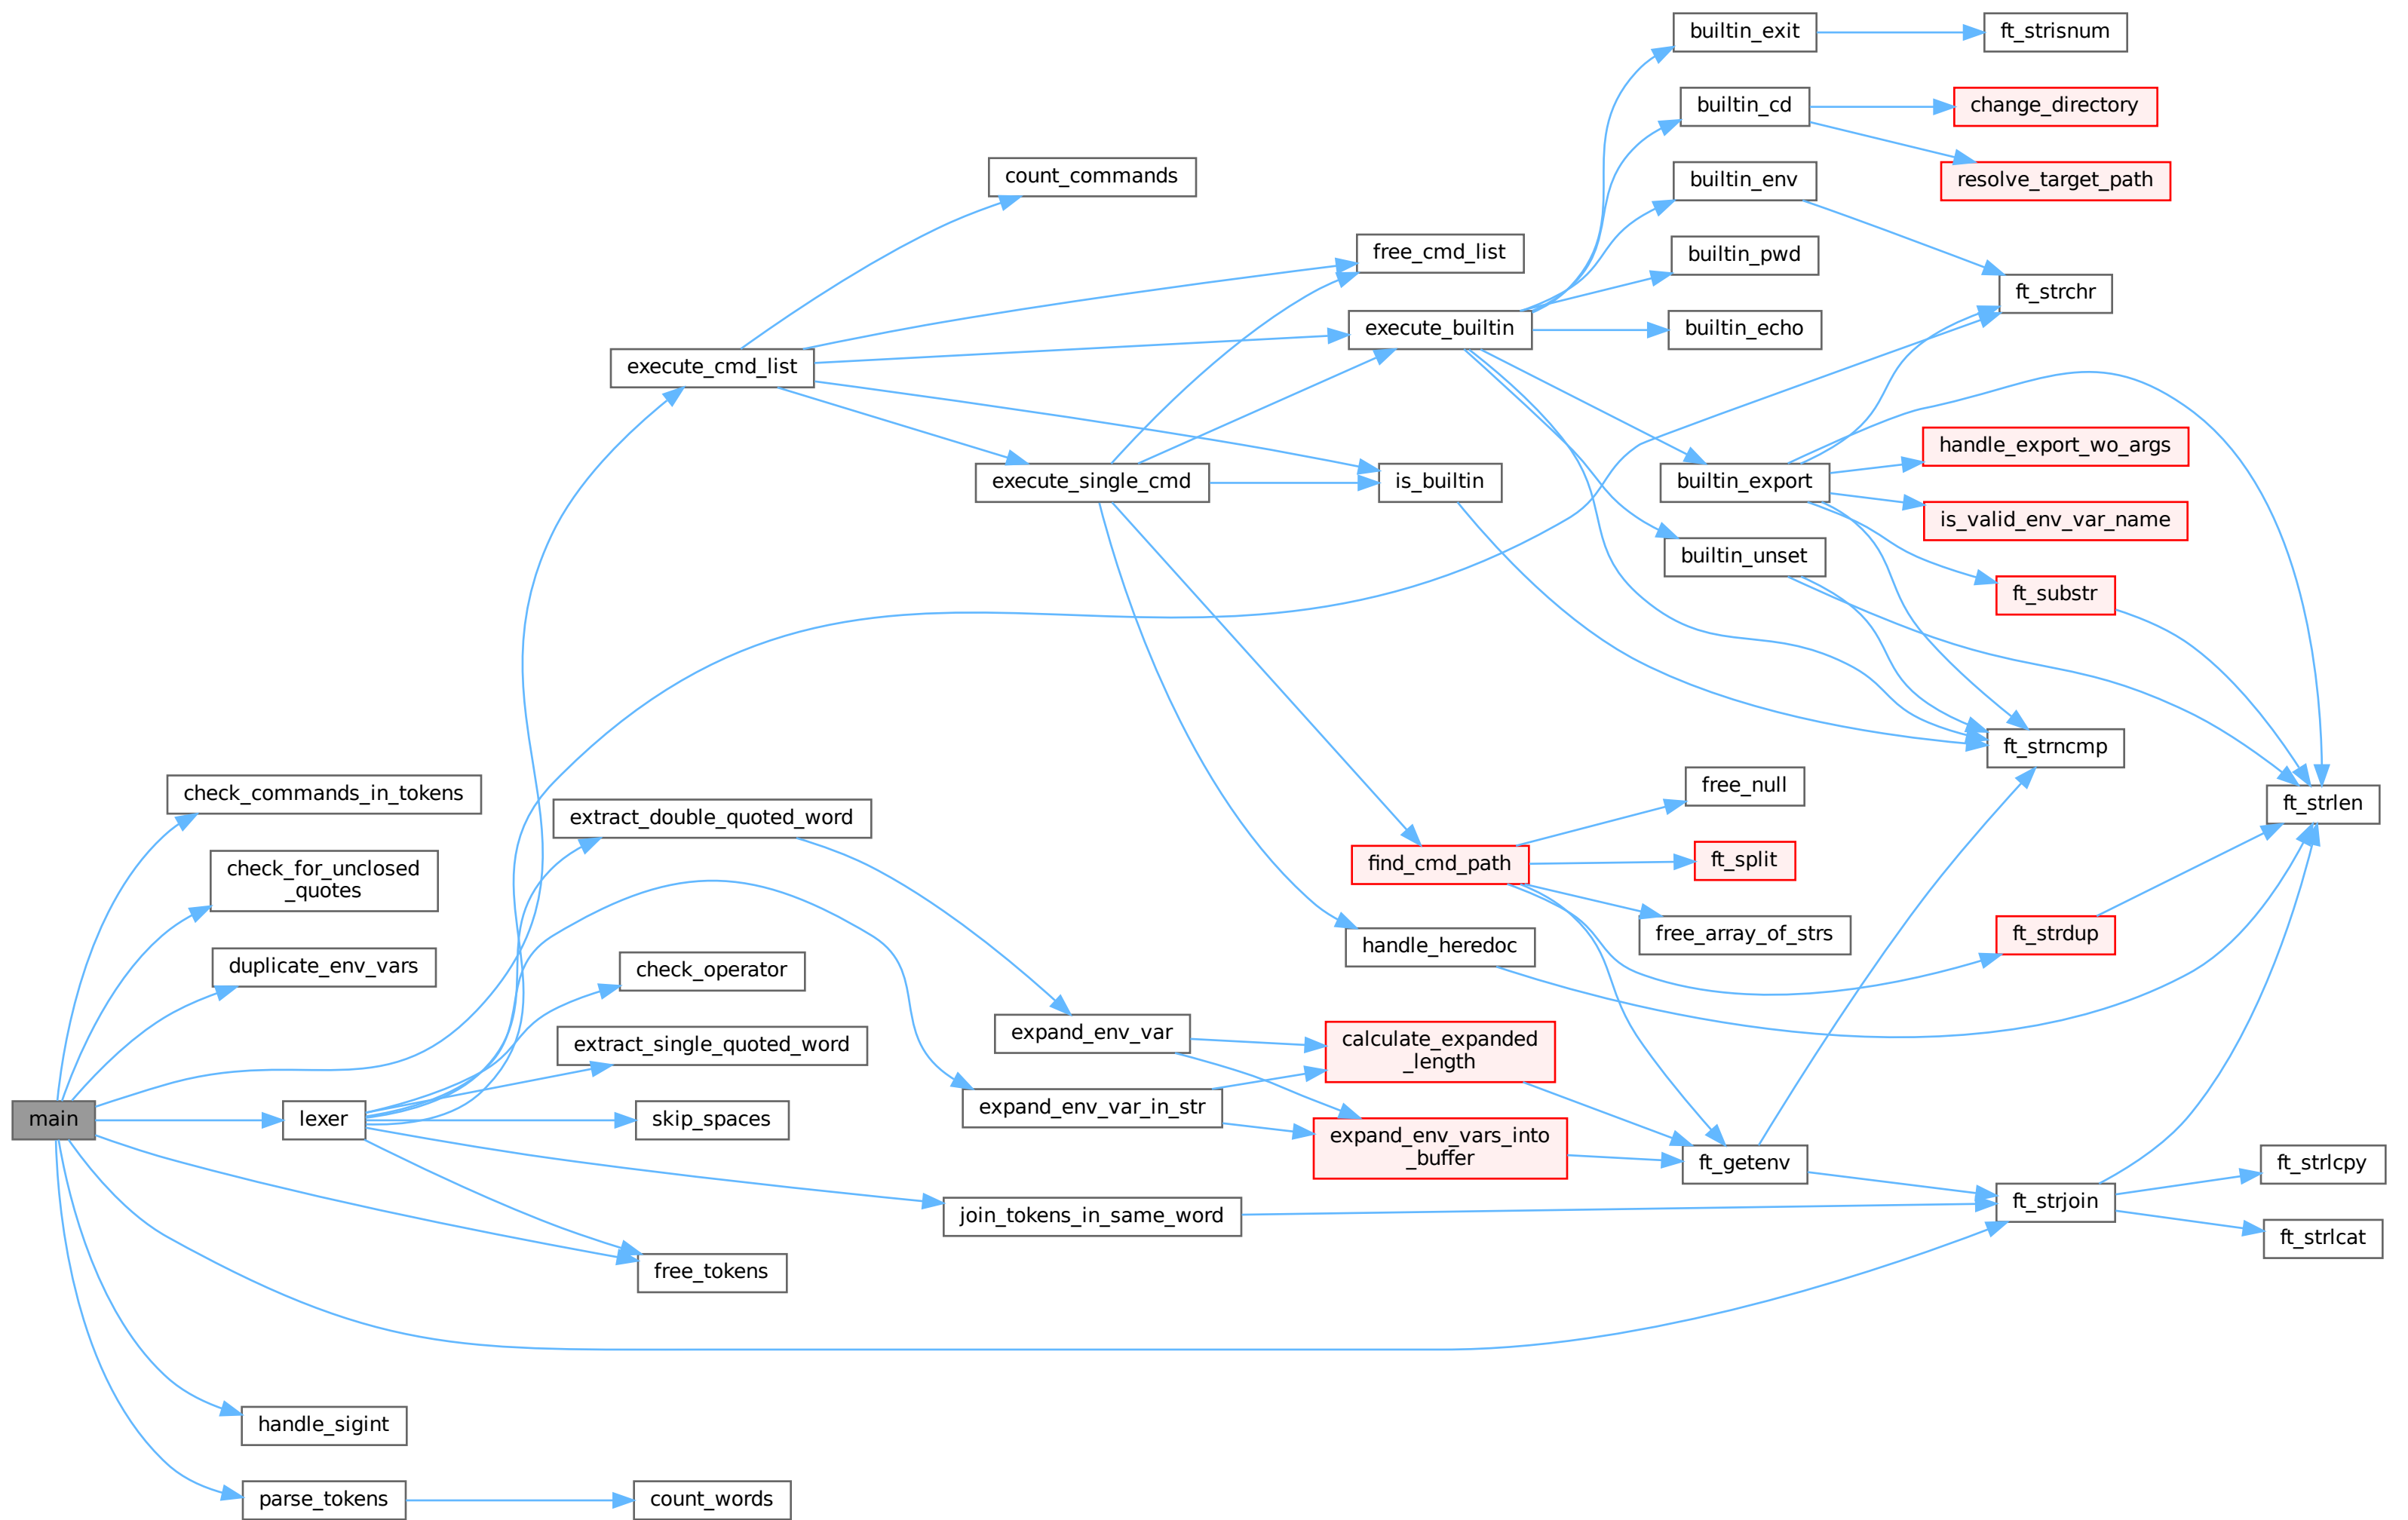 builtin_exit
ft_strisnum
builtin_cd
change_directory
count_commands
builtin_env
resolve_target_path
free_cmd_list
builtin_pwd
ft_strchr
execute_builtin
builtin_echo
execute_cmd_list
handle_export_wo_args
execute_single_cmd
is_builtin
builtin_export
is_valid_env_var_name
builtin_unset
ft_substr
ft_strncmp
check_commands_in_tokens
free_null
ft_strlen
extract_double_quoted_word
find_cmd_path
ft_split
check_for_unclosed
_quotes
free_array_of_strs
ft_strdup
handle_heredoc
duplicate_env_vars
check_operator
expand_env_var
extract_single_quoted_word
calculate_expanded
_length
main
lexer
skip_spaces
expand_env_var_in_str
expand_env_vars_into
_buffer
ft_getenv
ft_strlcpy
join_tokens_in_same_word
ft_strjoin
ft_strlcat
free_tokens
handle_sigint
parse_tokens
count_words